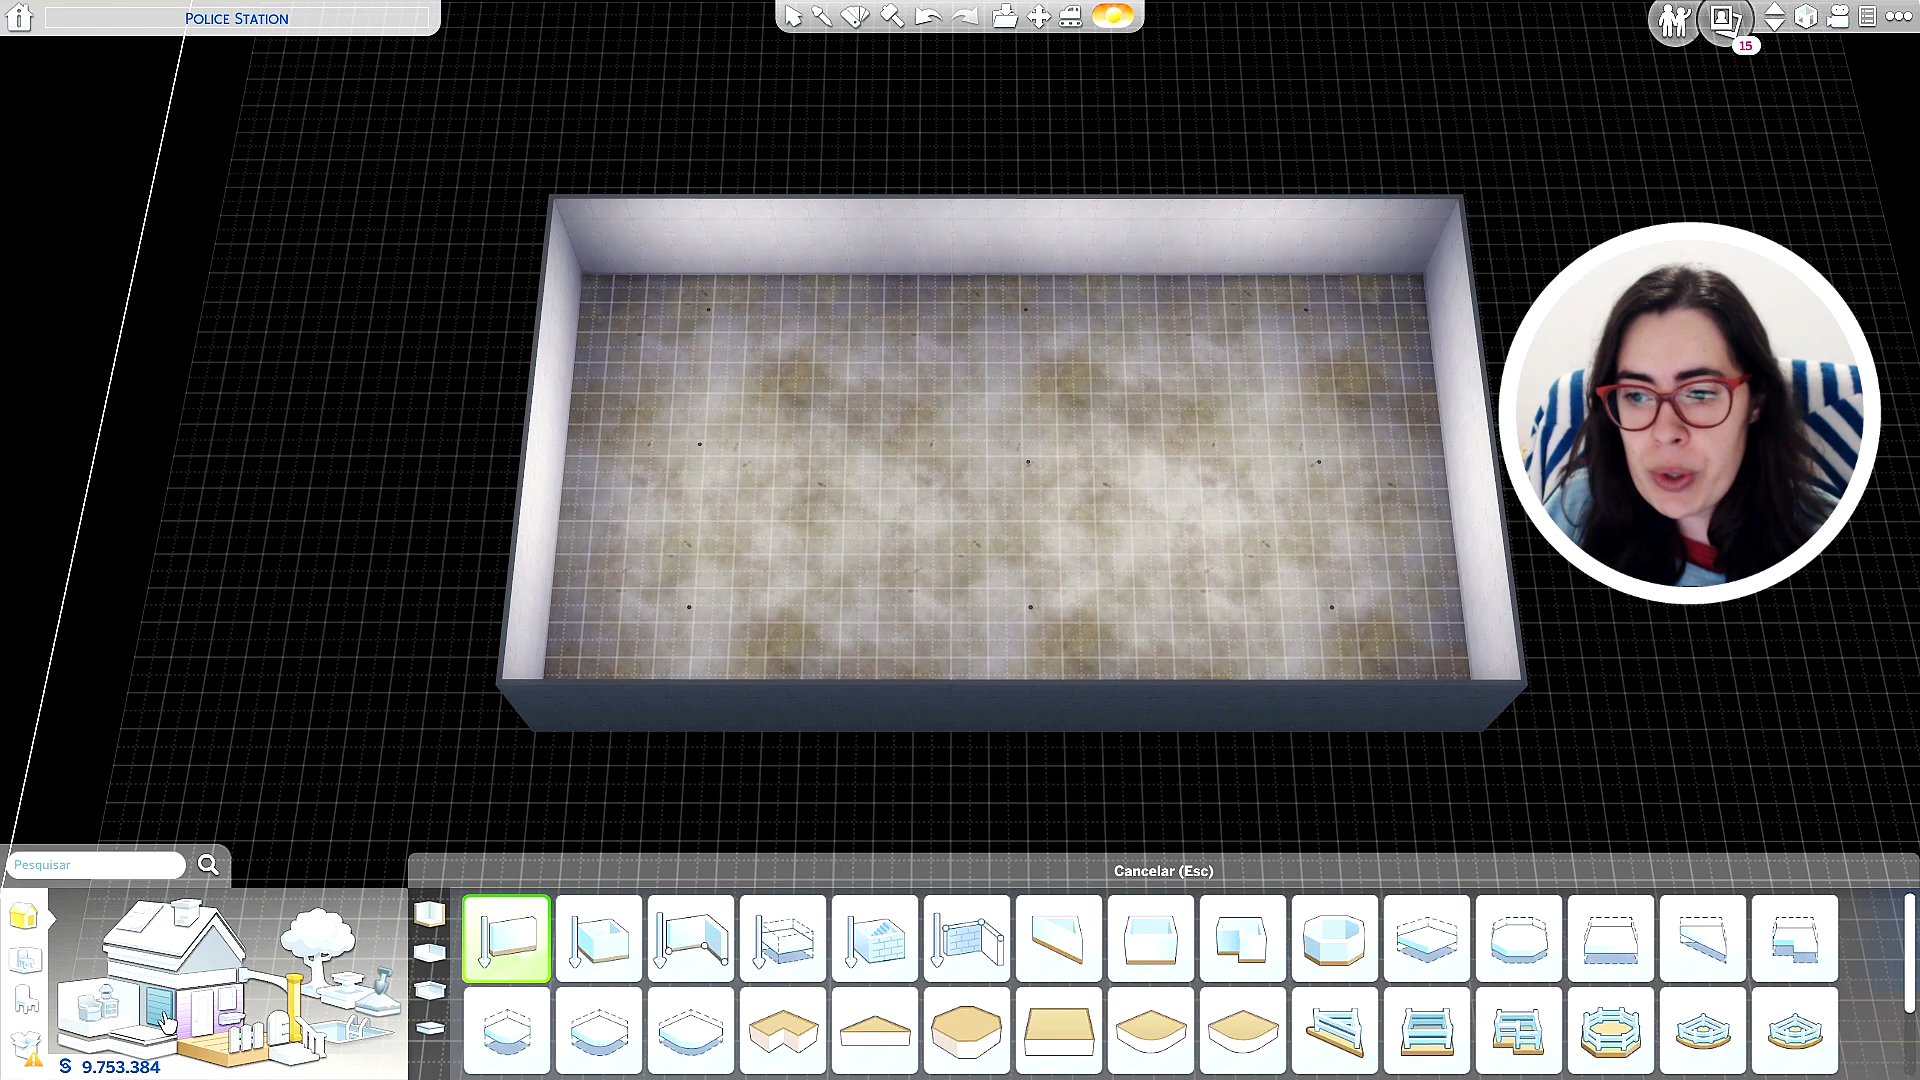 POLICE STATION
15
Pesquisar
Cancelar (Esc)
S 9.753.384